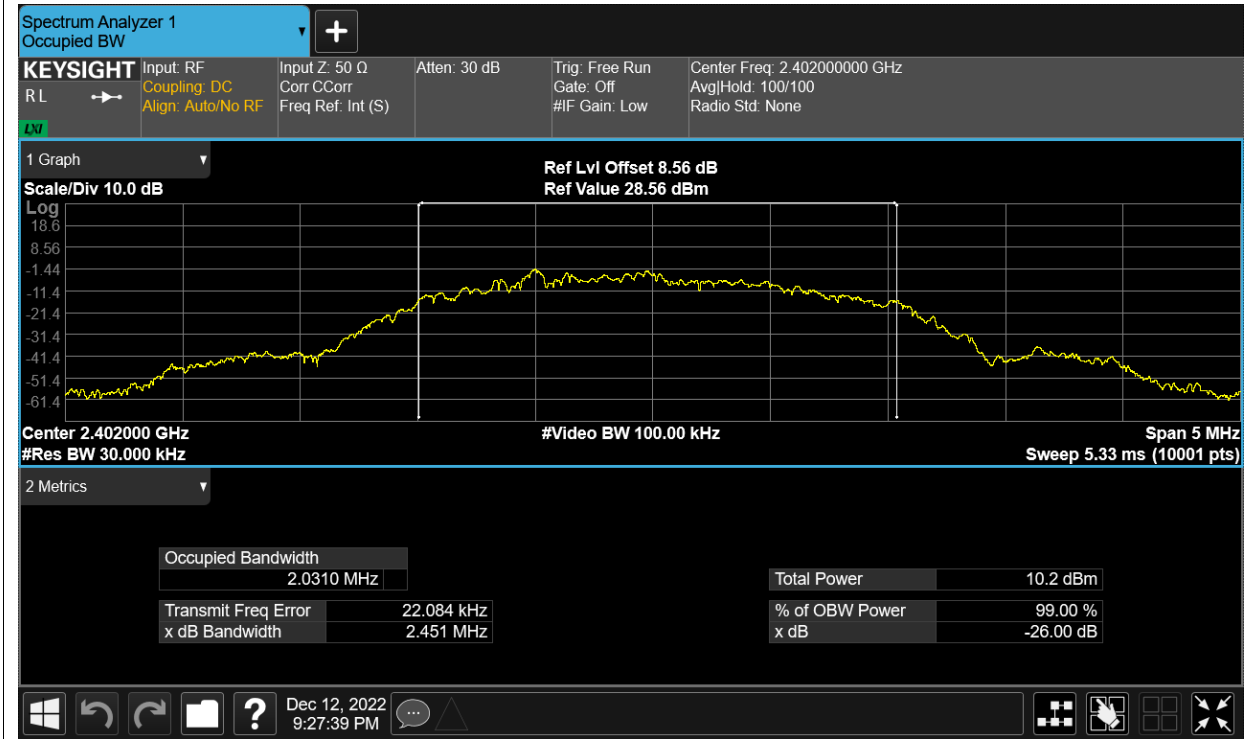 Spectrum Analyzer 1
Occupied BW
KEYSIGHT
R L
LXI
Input: RF
Coupling: DC
Align: Auto/No RF
Input Z: 50 Ω
Corr CCorr
Freq Ref: Int (S)
Atten: 30 dB
Trig: Free Run
Gate: Off
#IF Gain: Low
Center Freq: 2.402000000 GHz
Avg|Hold: 100/100
Radio Std: None
1 Graph
Scale/Div 10.0 dB
Ref Lvl Offset 8.56 dB
Ref Value 28.56 dBm
Log
18.6
8.56
-1.44
-11.4
-21.4
-31.4
-41.4
-51.4
-61.4
Center 2.402000 GHz
#Video BW 100.00 kHz
Span 5 MHz
#Res BW 30.000 kHz
Sweep 5.33 ms (10001 pts)
2 Metrics
Occupied Bandwidth
2.0310 MHz
Total Power 10.2 dBm
Transmit Freq Error 22.084 kHz
% of OBW Power 99.00 %
x dB Bandwidth 2.451 MHz
x dB -26.00 dB
?
Dec 12, 2022
9:27:39 PM